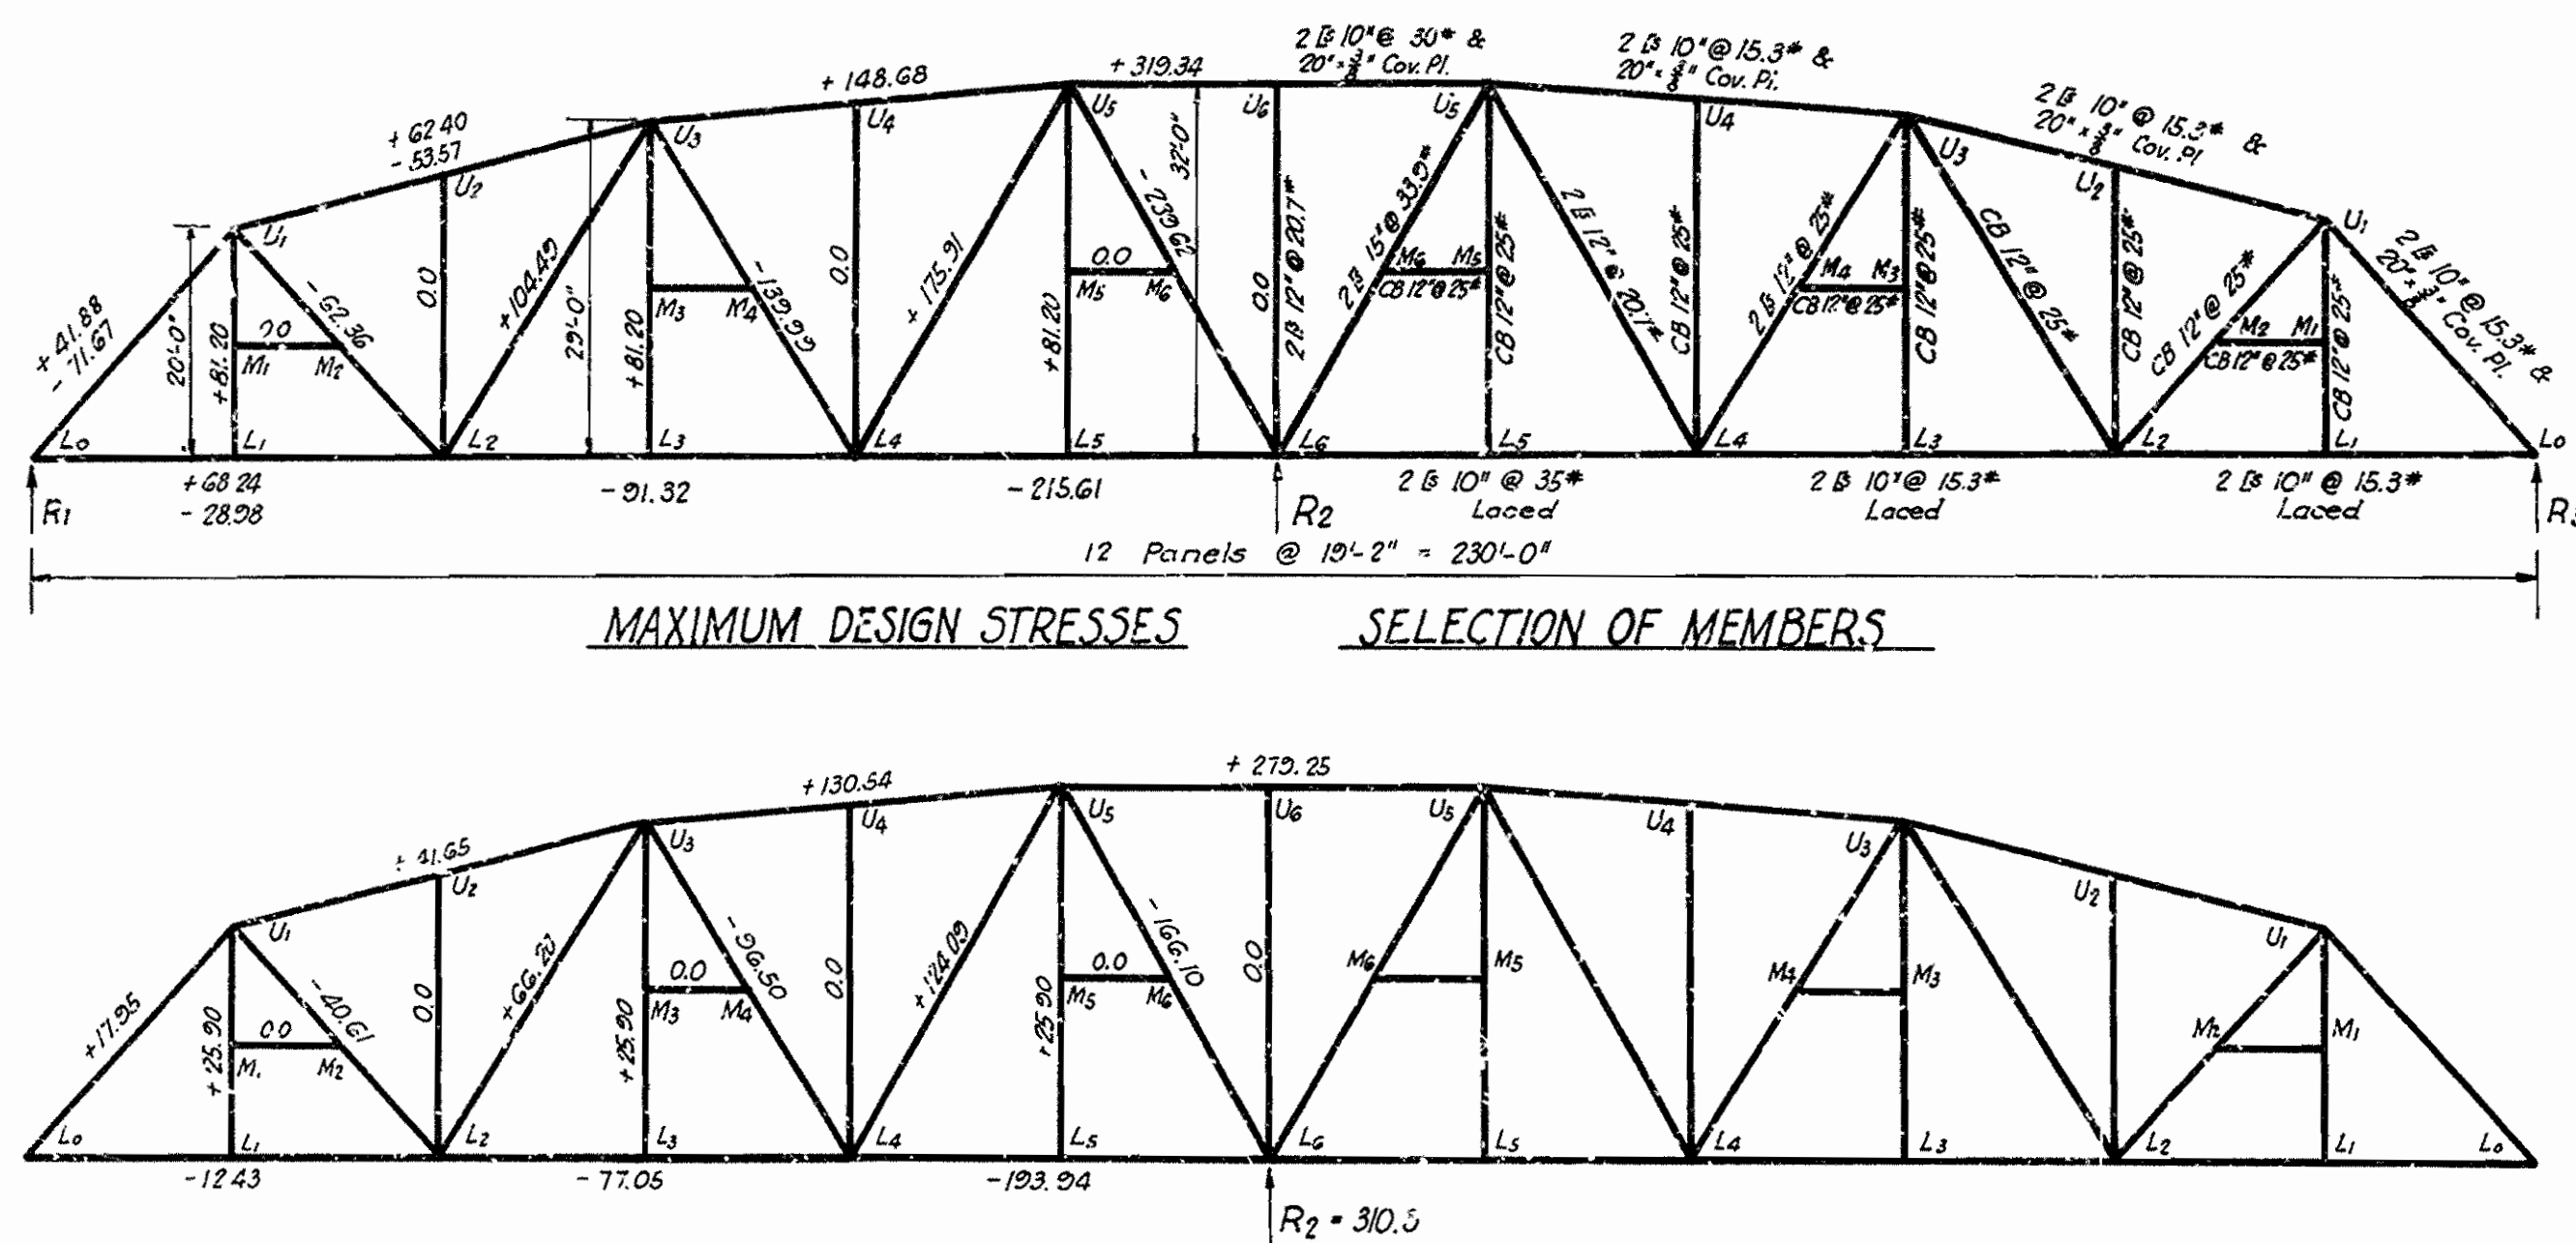 + 319.34
2 [s 10" @ 30# &
20" x 3/8" Cov. Pl.
2 [s 10" @ 15.3# &
20" x 3/8" Cov. Pl.
+ 148.68
2 [s 10" @ 15.3# &
20" x 3/8" Cov. Pl
+ 62 40
- 53.57
U1
U2
U3
U4
U5
U6
U5
U4
U3
U2
U1
2 [s 10" @ 15.3# &
20" x 3/8" Cov. Pl.
+ 41.88
- 71.67
20'-0"
+81.20
0.0
M1
M2
- 62.36
0.0
+104.49
29'-0"
+81.20
M3
M4
- 139.99
0.0
+ 175.91
+81.20
0.0
M5
M6
- 239.62
32'-0"
0.0
2 [s 12" @ 20.7#
2 [s 15" @ 33.9#
M6
M5
CB 12" @ 25#
CB 12" @ 25#
2 [s 12" @ 20.7#
CB 12" @ 25#
2 [s 12" @ 25#
M4
M3
CB 12" @ 25#
CB 12" @ 25#
CB 12" @ 25#
CB 12" @ 25#
CB 12" @ 25#
M2
M1
CB 12" @ 25#
CB 12" @ 25#
L0
L1
L2
L3
L4
L5
L6
L5
L4
L3
L2
L1
L0
+68 24
- 28.98
- 91.32
- 215.61
2 [s 10" @ 35#
Laced
2 [s 10" @ 15.3#
Laced
2 [s 10" @ 15.3#
Laced
R1
R2
12 Panels @ 19'-2" = 230'-0"
MAXIMUM DESIGN STRESSES
SELECTION OF MEMBERS
+ 279.25
+ 130.54
U1
U2
U3
U4
U5
U6
U5
U4
U3
U2
U1
+17.95
+ 25.90
0.0
M1
M2
- 40.61
0.0
+66.20
+25.90
0.0
M3
M4
- 96.50
0.0
+124.09
+25.90
0.0
M5
M6
- 166.10
0.0
M6
M5
M4
M3
M2
M1
L0
L1
L2
L3
L4
L5
L6
L5
L4
L3
L2
L1
L0
-12 43
- 77.05
-193.94
R2 =